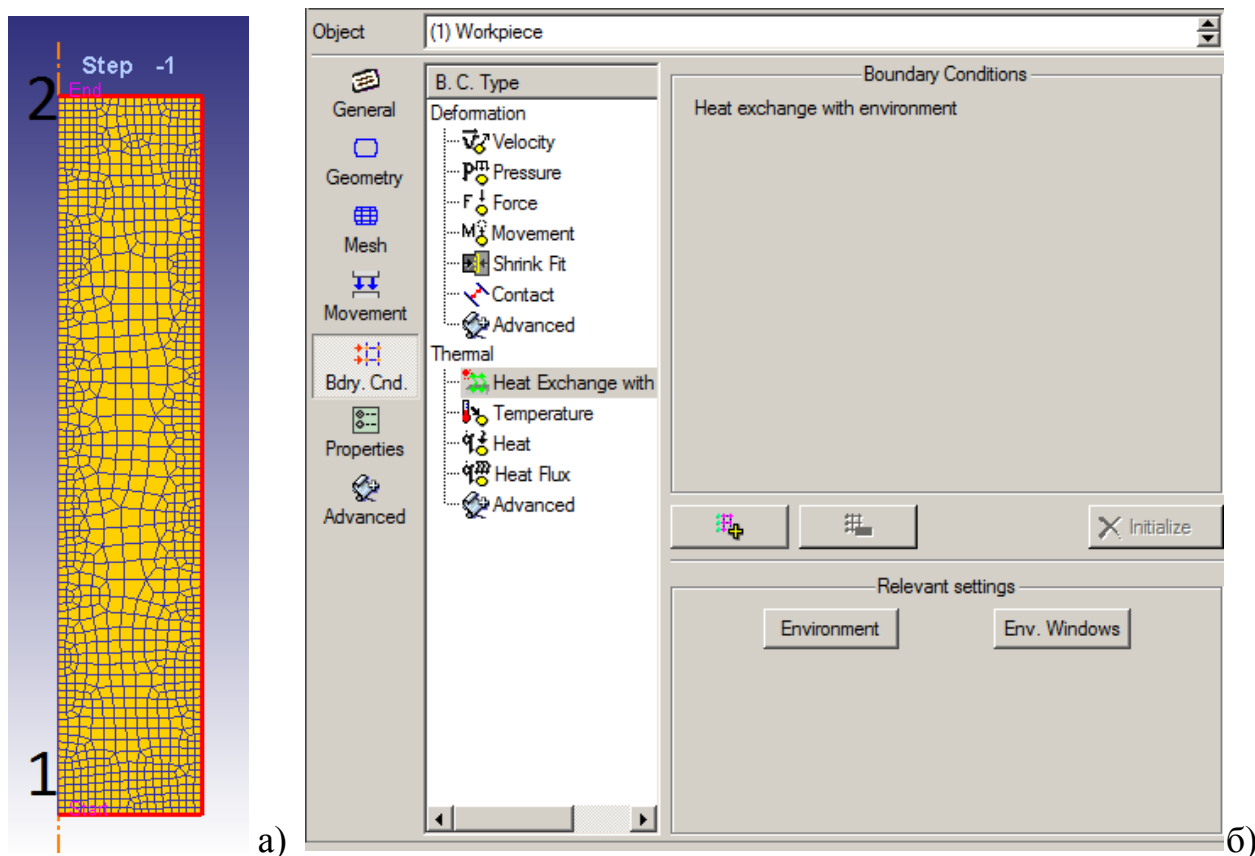 Step -1
2
End
1
Start
а)
Object
(1) Workpiece
General
Geometry
Mesh
Movement
Bdry. Cnd.
Properties
Advanced
B. C. Type
Deformation
Velocity
Pressure
Force
Movement
Shrink Fit
Contact
Advanced
Thermal
Heat Exchange with
Temperature
Heat
Heat Flux
Advanced
Boundary Conditions
Heat exchange with environment
Initialize
Relevant settings
Environment
Env. Windows
б)